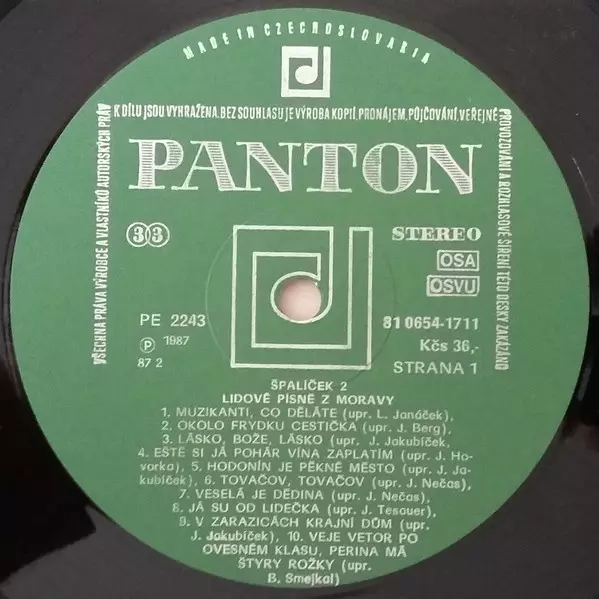 MADE IN CZECHOSLOVAKIA
VŠECHNA PRÁVA VÝROBCE A VLASTNÍKŮ AUTORSKÝCH PRÁV
K DÍLU JSOU VYHRAŽENA. BEZ SOUHLASU JE VÝROBA KOPIÍ, PRONÁJEM, PŮJČOVÁNÍ, VEŘEJNÉ
PROVOZOVÁNÍ A ROZHLASOVÉ ŠÍŘENÍ TÉTO DESKY ZAKÁZÁNO
PANTON
33
STEREO
OSA
OSVU
PE 2243
Ⓟ 1987
87 2
81 0654-1711
Kčs 36,-
STRANA 1
ŠPALÍČEK 2
LIDOVÉ PÍSNĚ Z MORAVY
1. MUZIKANTI, CO DĚLÁTE (upr. L. Janáček),
2. OKOLO FRYDKU CESTIČKA (upr. J. Berg),
3. LÁSKO, BOŽE, LÁSKO (upr. J. Jakubíček),
4. EŠTĚ SI JÁ POHÁR VÍNA ZAPLATÍM (upr. J. Ho-
vorka), 5. HODONÍN JE PĚKNÉ MĚSTO (upr. J. Ja-
kubíček), 6. TOVAČOV, TOVAČOV (upr. J. Nečas),
7. VESELÁ JE DĚDINA (upr. J. Nečas),
8. JÁ SU OD LIDEČKA (upr. J. Tesauer),
9. V ZARAZICÁCH KRAJNÍ DŮM (upr.
J. Jakubíček), 10. VEJE VETOR PO
OVESNÉM KLASU, PERINA MÁ
ŠTYRY ROŽKY (upr.
B. Smejkal)